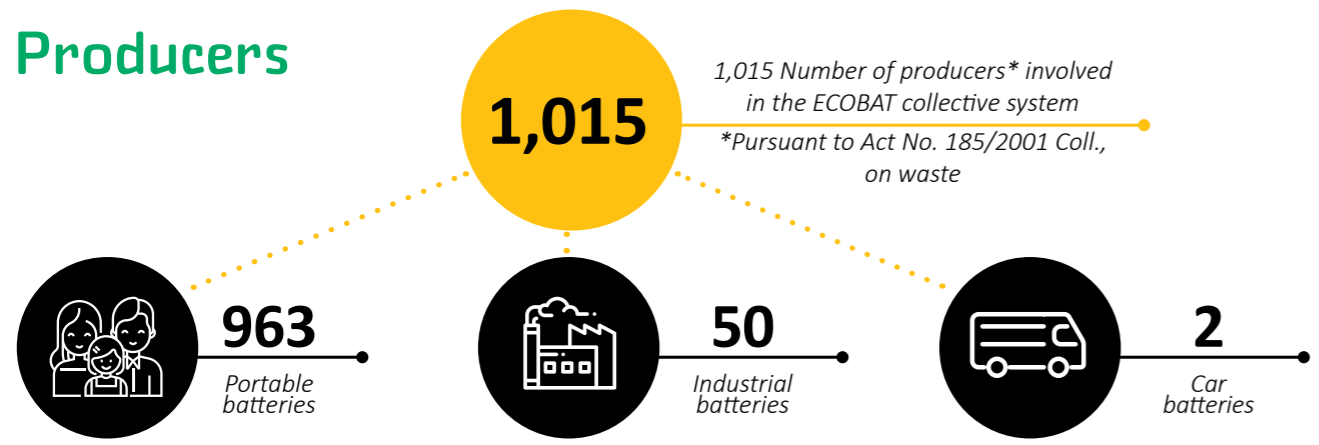 Producers
1,015
1,015 Number of producers* involved
in the ECOBAT collective system
*Pursuant to Act No. 185/2001 Coll.,
on waste
963
Portable
batteries
50
Industrial
batteries
2
Car
batteries